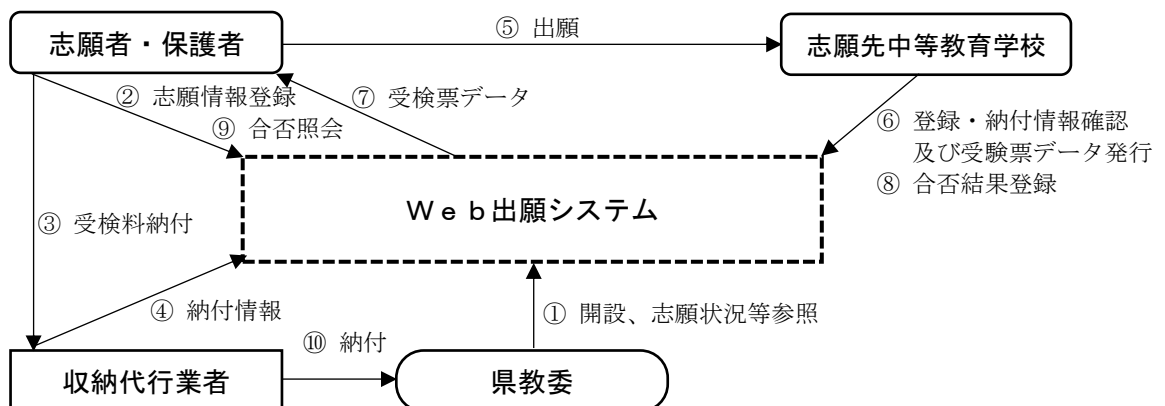 志願者・保護者
⑤ 出願
志願先中等教育学校
② 志願情報登録
⑦ 受検票データ
⑨ 合否照会
⑥ 登録・納付情報確認
及び受験票データ発行
⑧ 合否結果登録
Ｗｅｂ出願システム
③ 受検料納付
④ 納付情報
① 開設、志願状況等参照
⑩ 納付
収納代行業者
県教委